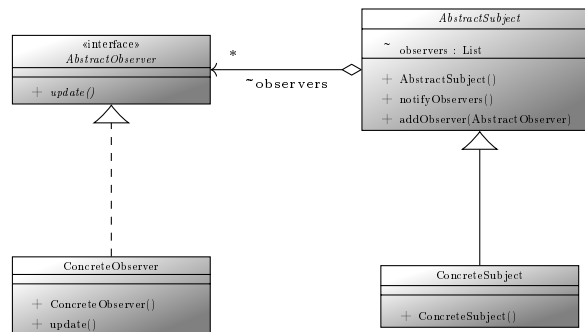 «interface»
AbstractObserver
+ update()
*
~observers
AbstractSubject
~ observers : List
+ AbstractSubject()
+ notifyObservers()
+ addObserver(AbstractObserver)
ConcreteObserver
+ ConcreteObserver()
+ update()
ConcreteSubject
+ ConcreteSubject()